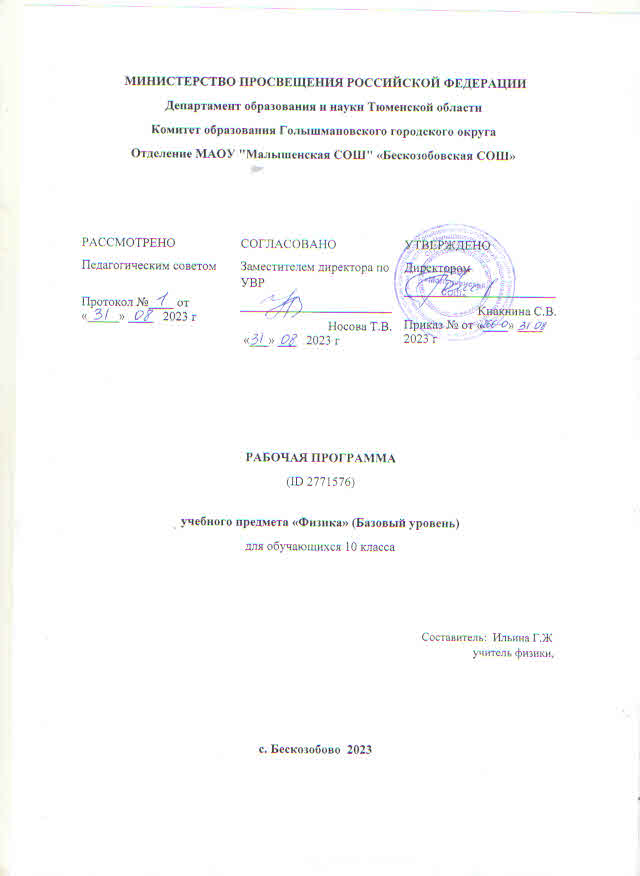 МИНИСТЕРСТВО ПРОСВЕЩЕНИЯ РОССИЙСКОЙ ФЕДЕРАЦИИ
Департамент образования и науки Тюменской области
Комитет образования Голышмановского городского округа
Отделение МАОУ "Малышенская СОШ" «Бескозобовская СОШ»
РАССМОТРЕНО
Педагогическим советом
Протокол № 1 от
«31» 08 2023 г
СОГЛАСОВАНО
Заместителем директора по
УВР
Носова Т.В.
«31» 08 2023 г
УТВЕРЖДЕНО
Директором
Кнакнина С.В.
Приказ № от « » 31 08
2023 г
РАБОЧАЯ ПРОГРАММА
(ID 2771576)
учебного предмета «Физика» (Базовый уровень)
для обучающихся 10 класса
Составитель: Ильина Г.Ж
учитель физики,
с. Бескозобово 2023